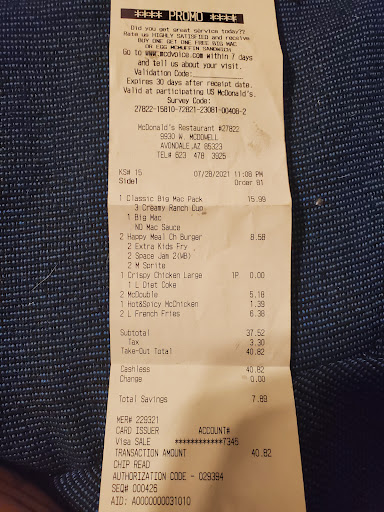 **** PROMO ****
Did you get great service today??
Rate us HIGHLY SATISFIED and receive
BUY ONE GET ONE FREE BIG MAC
OR EGG MCMUFFIN SANDWICH
Go to www.mcdvoice.com within 7 days
and tell us about your visit.
Validation Code:
Expires 30 days after receipt date.
Valid at participating US McDonald's.
Survey Code:
27822-15810-72821-23081-00408-2
McDonald's Restaurant #27822
9930 W. MCDOWELL
AVONDALE,AZ 85323
TEL# 623 478 3925
KS# 15 07/28/2021 11:08 PM
Side1 Order 81
1 Classic Big Mac Pack 15.99
3 Creamy Ranch Cup
1 Big Mac
NO Mac Sauce
2 Happy Meal Ch Burger 8.58
2 Extra Kids Fry
2 Space Jam 2(WB)
2 M Sprite
1 Crispy Chicken Large 1P 0.00
1 L Diet Coke
2 McDouble 5.18
1 Hot&Spicy McChicken 1.39
2 L French Fries 6.38
Subtotal 37.52
Tax 3.30
Take-Out Total 40.82
Cashless 40.82
Change 0.00
Total Savings 7.89
MER# 229321
CARD ISSUER ACCOUNT#
Visa SALE ************7345
TRANSACTION AMOUNT 40.82
CHIP READ
AUTHORIZATION CODE - 029394
SEQ# 000426
AID: A0000000031010